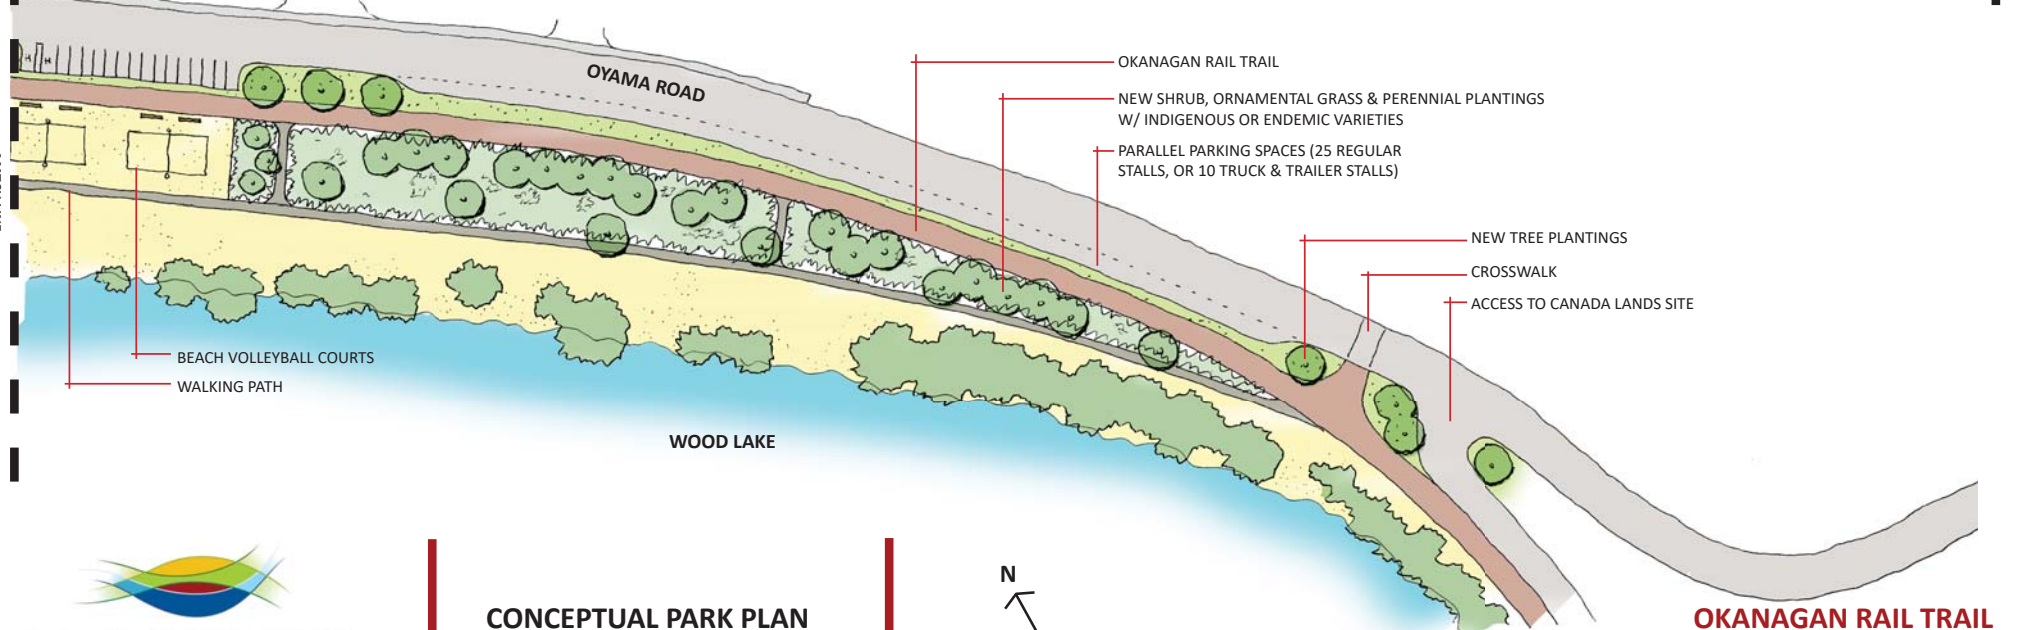 OYAMA ROAD
OKANAGAN RAIL TRAIL
NEW SHRUB, ORNAMENTAL GRASS & PERENNIAL PLANTINGS
W/ INDIGENOUS OR ENDEMIC VARIETIES
PARALLEL PARKING SPACES (25 REGULAR
STALLS, OR 10 TRUCK & TRAILER STALLS)
NEW TREE PLANTINGS
CROSSWALK
ACCESS TO CANADA LANDS SITE
BEACH VOLLEYBALL COURTS
WALKING PATH
WOOD LAKE
H H
CONCEPTUAL PARK PLAN
N
OKANAGAN RAIL TRAIL